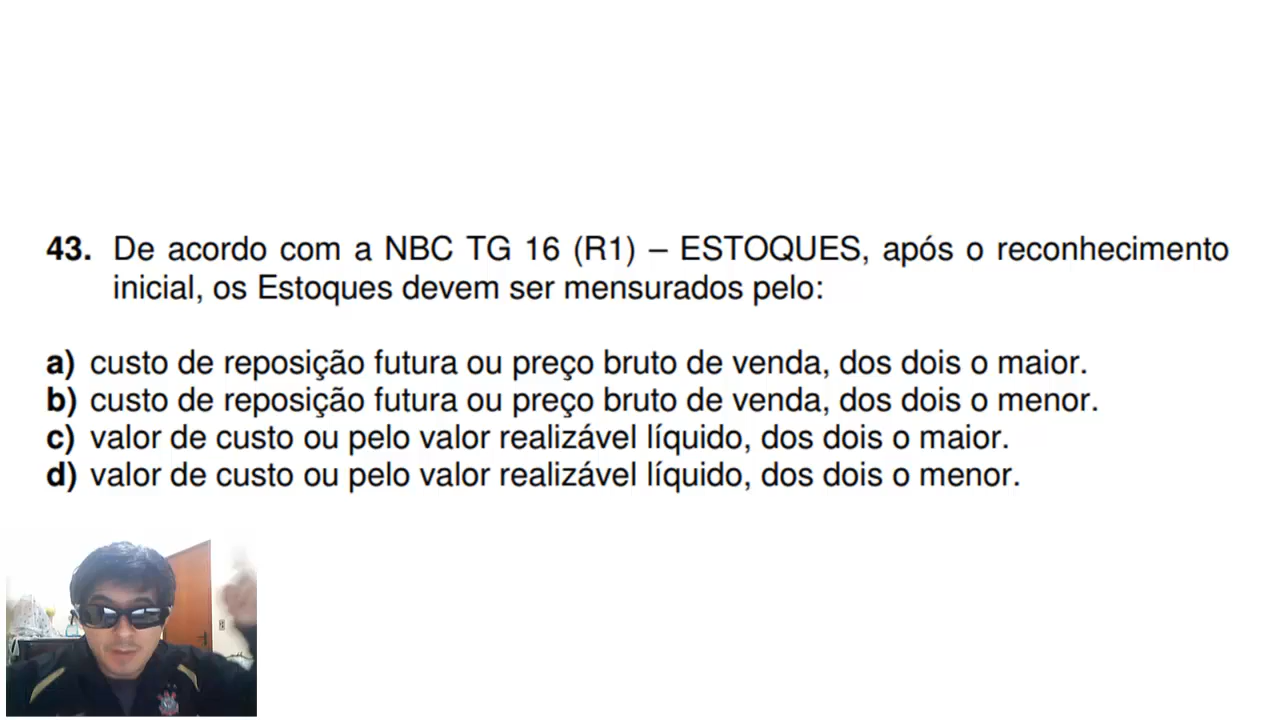 43. De acordo com a NBC TG 16 (R1) – ESTOQUES, após o reconhecimento
inicial, os Estoques devem ser mensurados pelo:
a) custo de reposição futura ou preço bruto de venda, dos dois o maior.
b) custo de reposição futura ou preço bruto de venda, dos dois o menor.
c) valor de custo ou pelo valor realizável líquido, dos dois o maior.
d) valor de custo ou pelo valor realizável líquido, dos dois o menor.